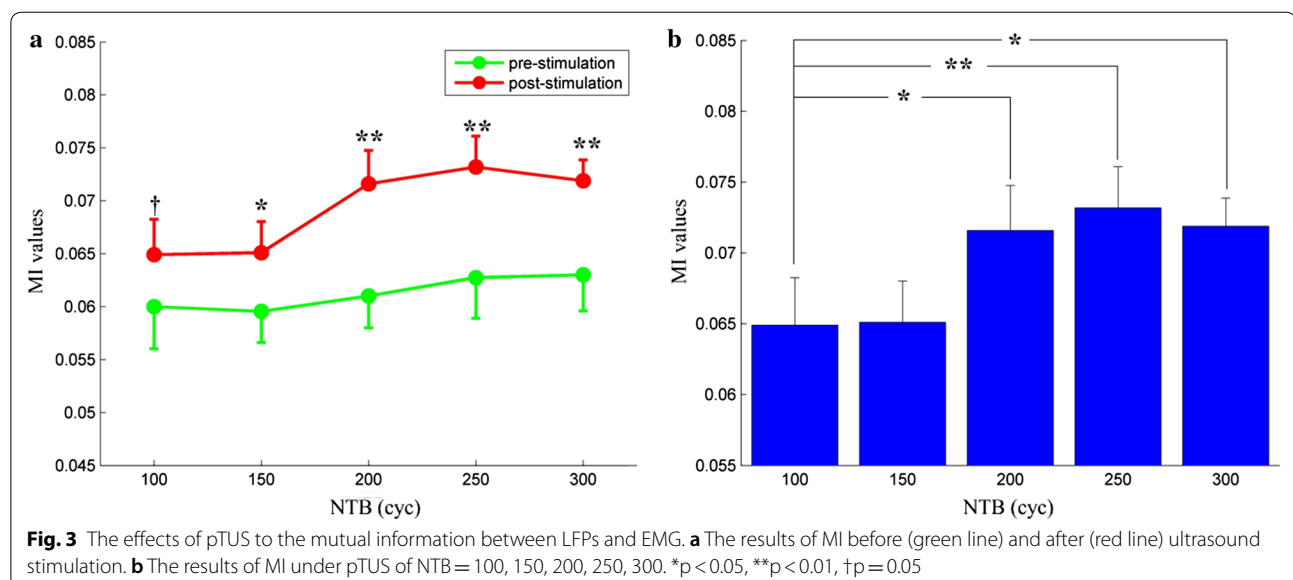 a
0.085
0.08
0.075
0.07
0.065
0.06
0.055
0.05
0.045
MI values
pre-stimulation
post-stimulation
†
*
**
**
**
100 150 200 250 300
NTB (cyc)
b
0.085
0.08
0.075
0.07
0.065
0.06
0.055
MI values
*
**
*
100 150 200 250 300
NTB (cyc)
Fig. 3 The effects of pTUS to the mutual information between LFPs and EMG. a The results of MI before (green line) and after (red line) ultrasound
stimulation. b The results of MI under pTUS of NTB = 100, 150, 200, 250, 300. *p < 0.05, **p < 0.01, †p = 0.05